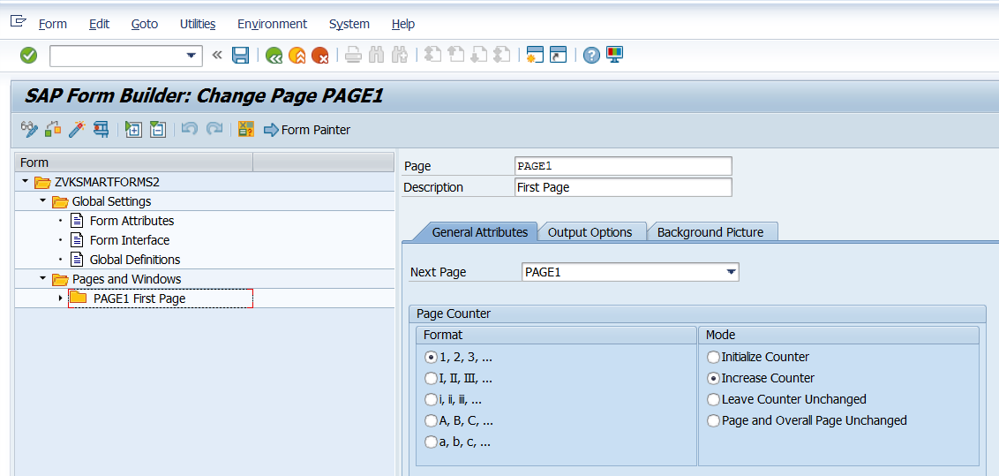 Form Edit Goto Utilities Environment System Help
SAP Form Builder: Change Page PAGE1
Form Painter
Form
ZVKSMARTFORMS2
Global Settings
Form Attributes
Form Interface
Global Definitions
Pages and Windows
PAGE1 First Page
Page PAGE1
Description First Page
General Attributes Output Options Background Picture
Next Page PAGE1
Page Counter
Format
1, 2, 3, ...
I, II, III, ...
i, ii, iii, ...
A, B, C, ...
a, b, c, ...
Mode
Initialize Counter
Increase Counter
Leave Counter Unchanged
Page and Overall Page Unchanged